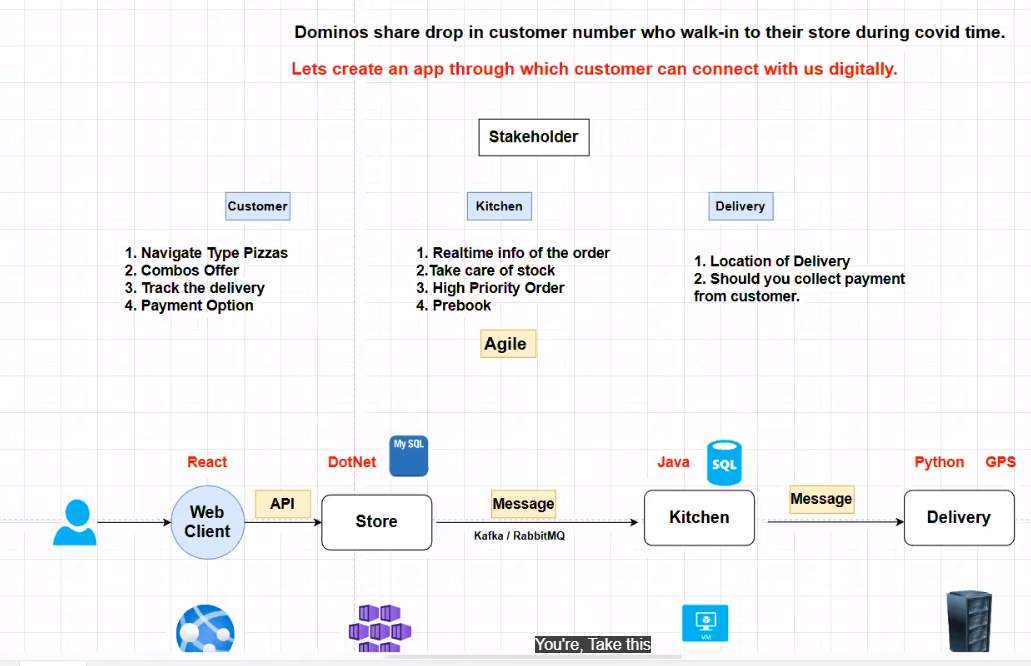 Dominos share drop in customer number who walk-in to their store during covid time.
Lets create an app through which customer can connect with us digitally.
Stakeholder
Customer
Kitchen
Delivery
1. Navigate Type Pizzas
2. Combos Offer
3. Track the delivery
4. Payment Option
1. Realtime info of the order
2.Take care of stock
3. High Priority Order
4. Prebook
1. Location of Delivery
2. Should you collect payment
from customer.
Agile
React
DotNet
My SQL
Java
SQL
Python
GPS
Web
Client
API
Store
Message
Kafka / RabbitMQ
Kitchen
Message
Delivery
VM
You're, Take this